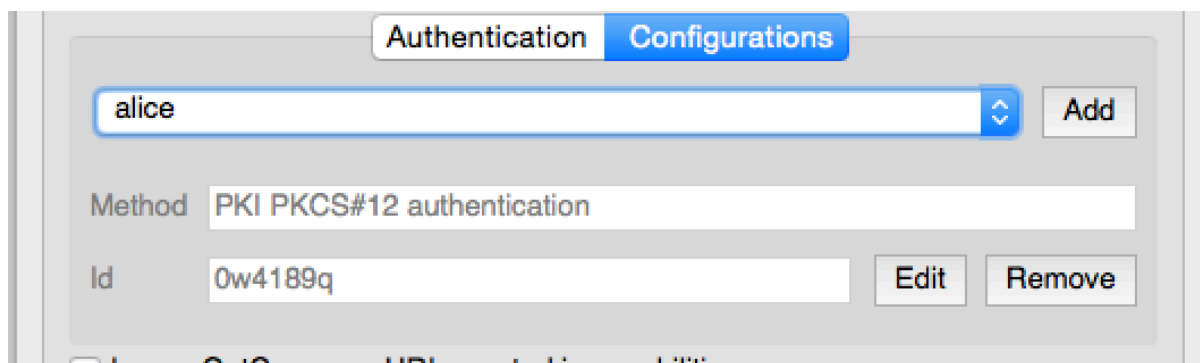 Authentication Configurations
alice Add
Method PKI PKCS#12 authentication
Id 0w4189q Edit Remove